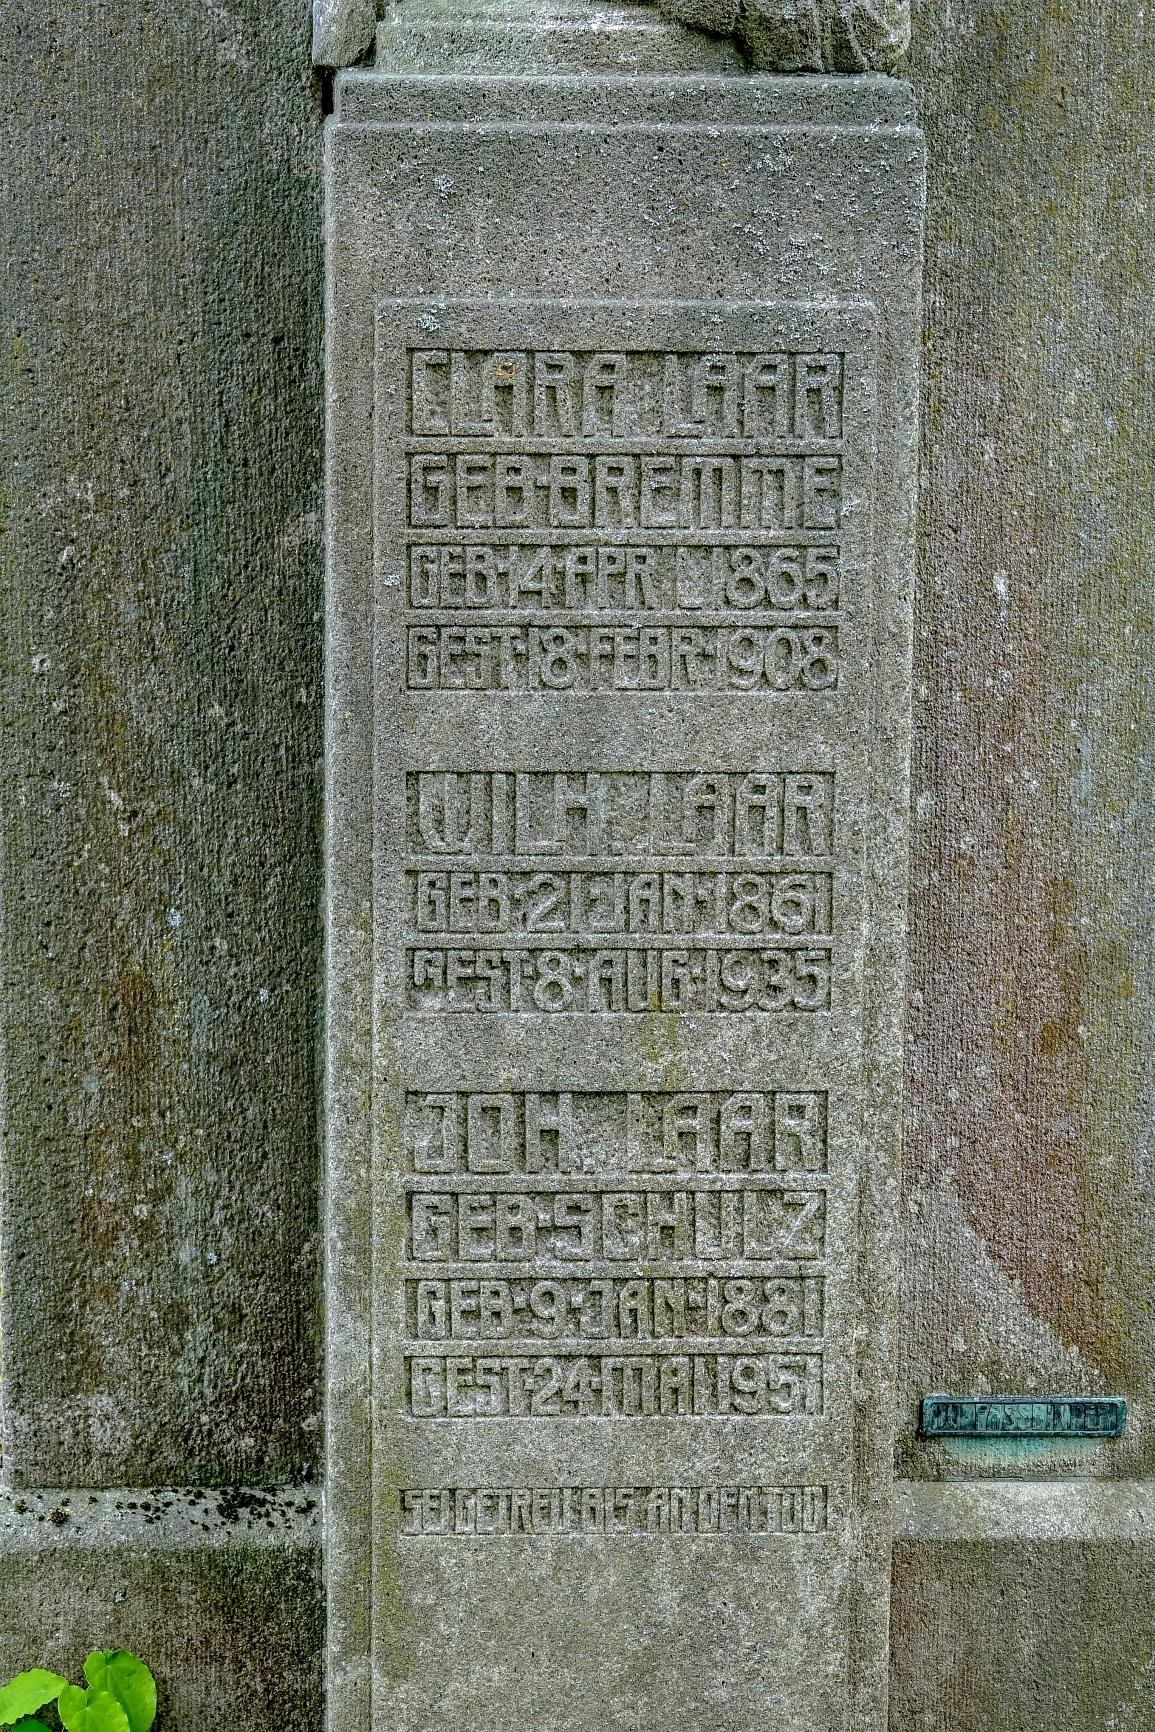 CLARA LAAR
GEB·BREMME
GEB·14·APRIL·1865
GEST·18·FEBR·1908
WILH. LAAR
GEB·21·JAN·1861
GEST·8·AUG·1935
JOH. LAAR
GEB·SCHULZ
GEB·9·JAN·1881
GEST·24·MAI·1951
SEI GETREU BIS AN DEN TOD
FASSBINDER